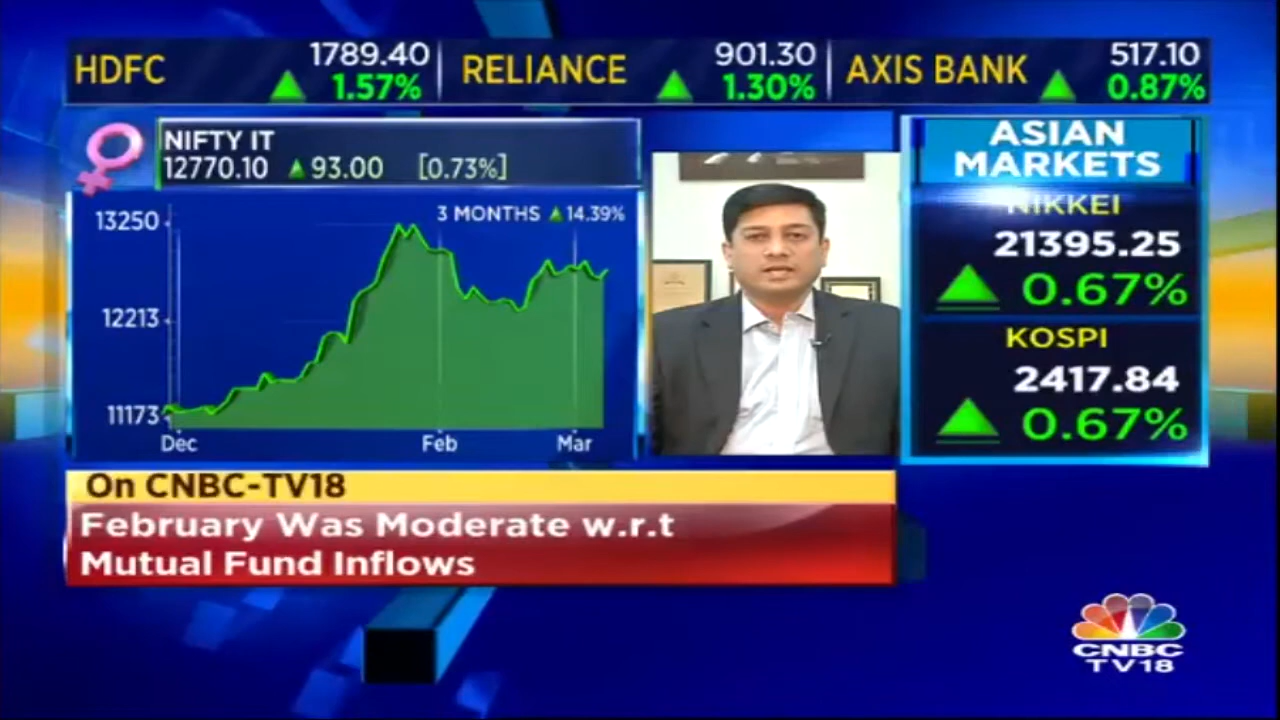 HDFC 1789.40 1.57%
RELIANCE 901.30 1.30%
AXIS BANK 517.10 0.87%
NIFTY IT
12770.10 93.00 [0.73%]
3 MONTHS 14.39%
13250
12213
11173
Dec Feb Mar
ASIAN
MARKETS
NIKKEI
21395.25
0.67%
KOSPI
2417.84
0.67%
On CNBC-TV18
February Was Moderate w.r.t
Mutual Fund Inflows
CNBC
TV18